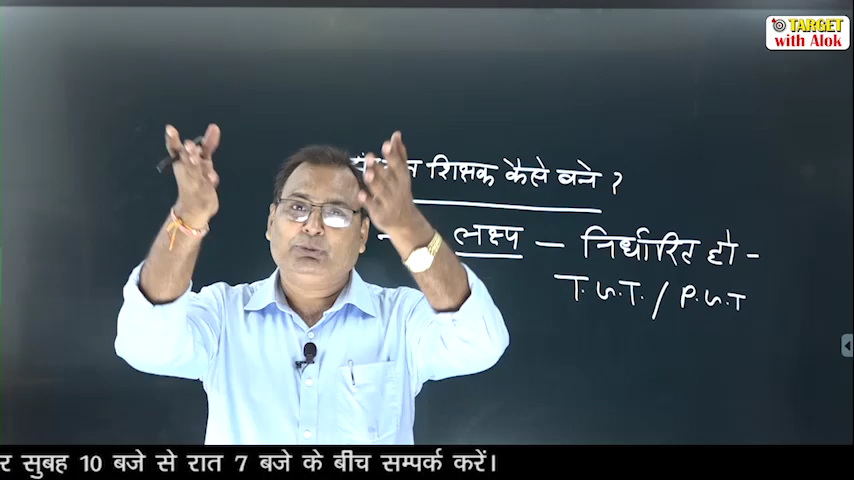 TARGET
with Alok
शिक्षक कैसे बने ?
लक्ष्य — निर्धारित हो -
T.G.T. / P.G.T
र सुबह 10 बजे से रात 7 बजे के बीच सम्पर्क करें।